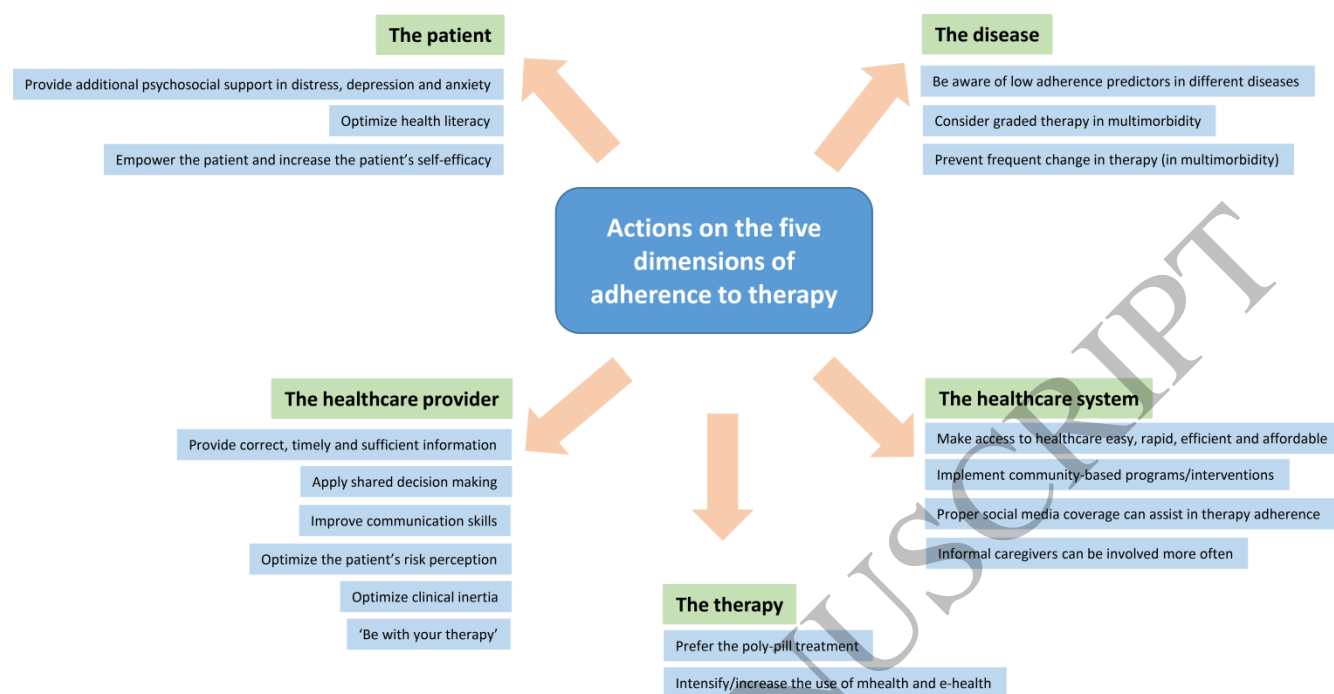 The patient
Provide additional psychosocial support in distress, depression and anxiety
Optimize health literacy
Empower the patient and increase the patient's self-efficacy
The disease
Be aware of low adherence predictors in different diseases
Consider graded therapy in multimorbidity
Prevent frequent change in therapy (in multimorbidity)
Actions on the five
dimensions of
adherence to therapy
The healthcare provider
Provide correct, timely and sufficient information
Apply shared decision making
Improve communication skills
Optimize the patient's risk perception
Optimize clinical inertia
‘Be with your therapy’
The therapy
Prefer the poly-pill treatment
Intensify/increase the use of mhealth and e-health
The healthcare system
Make access to healthcare easy, rapid, efficient and affordable
Implement community-based programs/interventions
Proper social media coverage can assist in therapy adherence
Informal caregivers can be involved more often
NUSCRIPT